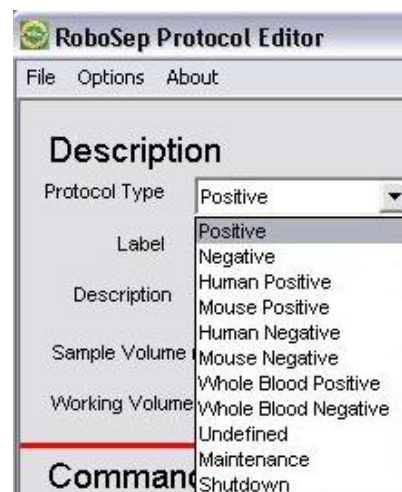 RoboSep Protocol Editor
File Options About
Description
Protocol Type Positive
Positive
Label
Negative
Human Positive
Description
Mouse Positive
Human Negative
Sample Volume
Mouse Negative
Whole Blood Positive
Working Volume
Whole Blood Negative
Undefined
Maintenance
Command
Shutdown